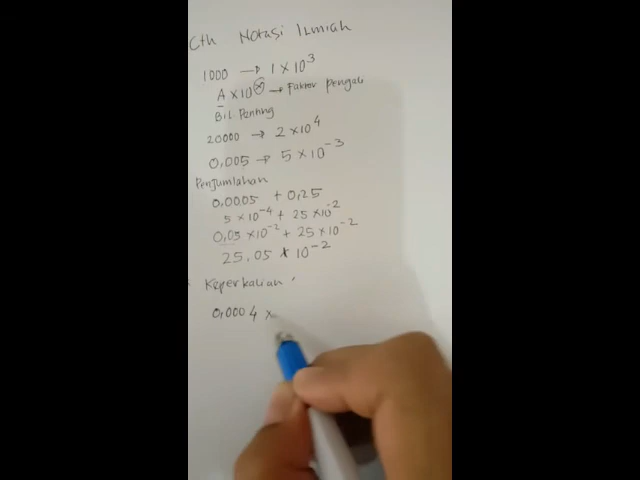 Cth Notasi Ilmiah
1000 → 1 × 10³
A × 10ⓧ → Faktor Pengali
Bil. Penting
20000 → 2 × 10⁴
0,005 → 5 × 10⁻³
Penjumlahan
0,0005 + 0,25
5 × 10⁻⁴ + 25 × 10⁻²
0,05 × 10⁻² + 25 × 10⁻²
25,05 × 10⁻²
Keperkalian
0,0004 ×